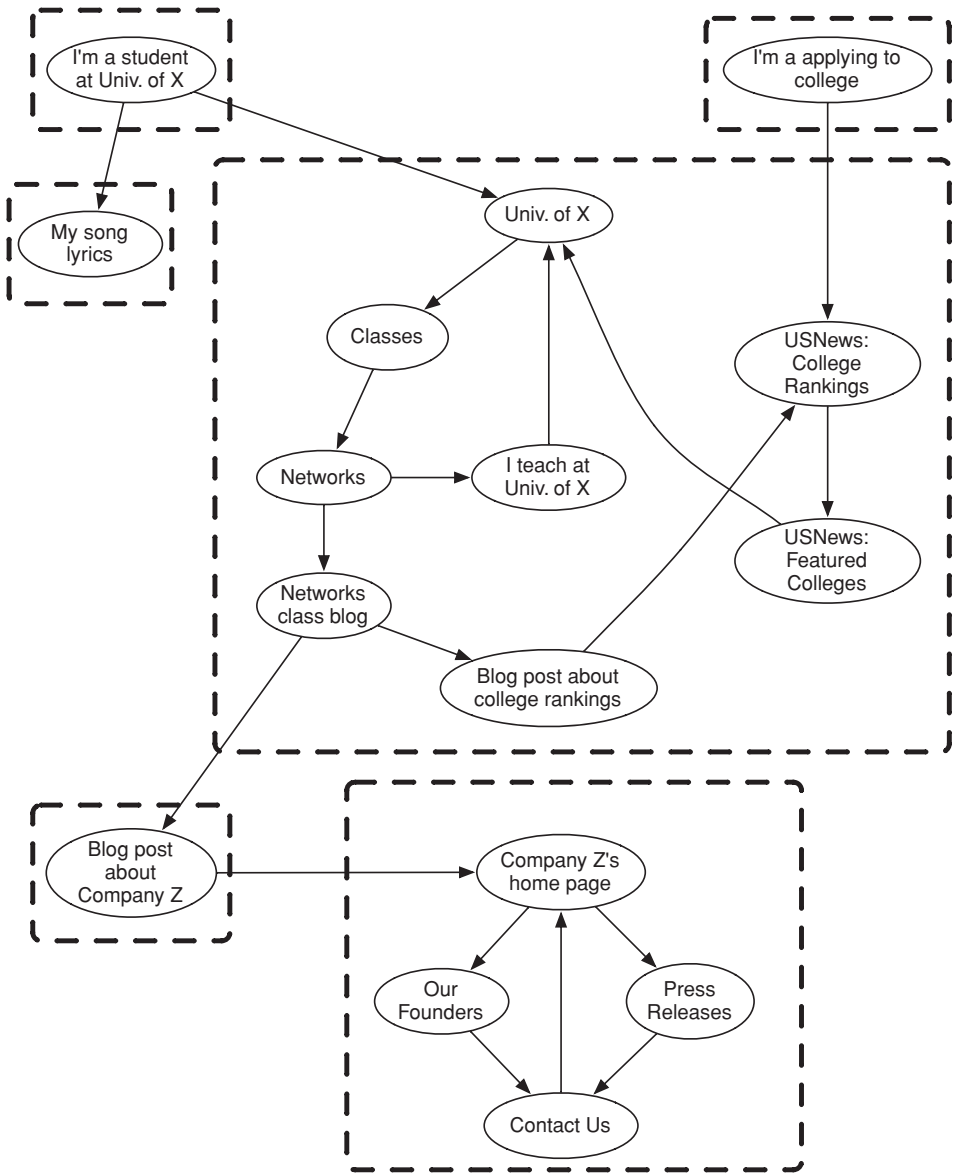 I'm a student
at Univ. of X
I'm a applying to
college
My song
lyrics
Univ. of X
Classes
USNews:
College
Rankings
Networks
I teach at
Univ. of X
USNews:
Featured
Colleges
Networks
class blog
Blog post about
college rankings
Blog post
about
Company Z
Company Z's
home page
Our
Founders
Press
Releases
Contact Us